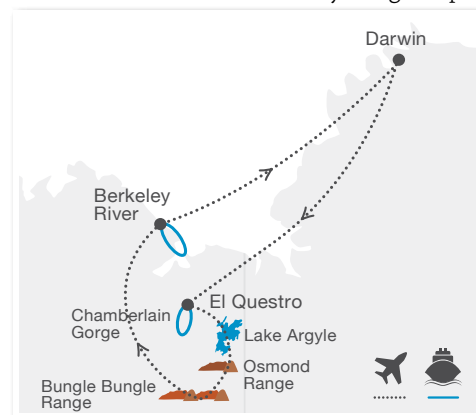 Darwin
Berkeley
River
El Questro
Chamberlain
Gorge
Lake Argyle
Osmond
Range
Bungle Bungle
Range